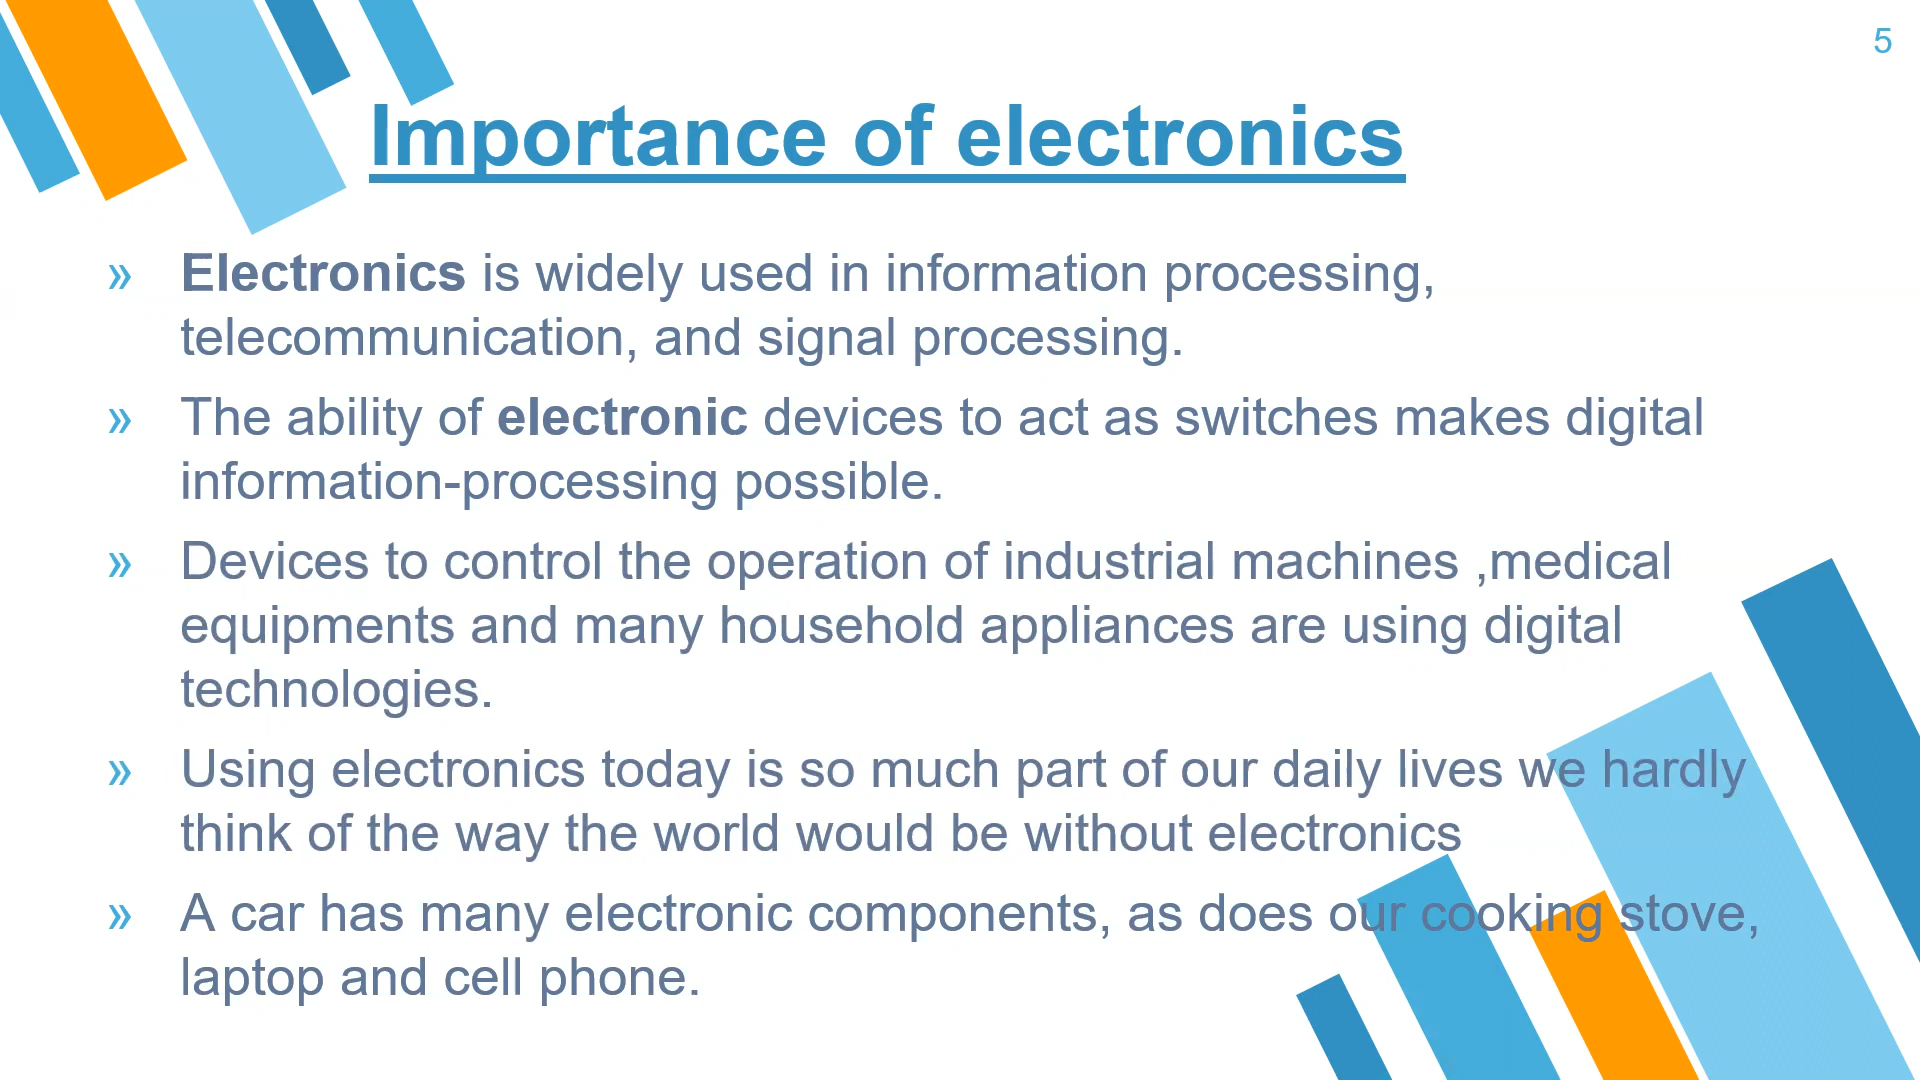 5
Importance of electronics
» Electronics is widely used in information processing,
telecommunication, and signal processing.
» The ability of electronic devices to act as switches makes digital
information-processing possible.
» Devices to control the operation of industrial machines ,medical
equipments and many household appliances are using digital
technologies.
» Using electronics today is so much part of our daily lives we hardly
think of the way the world would be without electronics
» A car has many electronic components, as does our cooking stove,
laptop and cell phone.